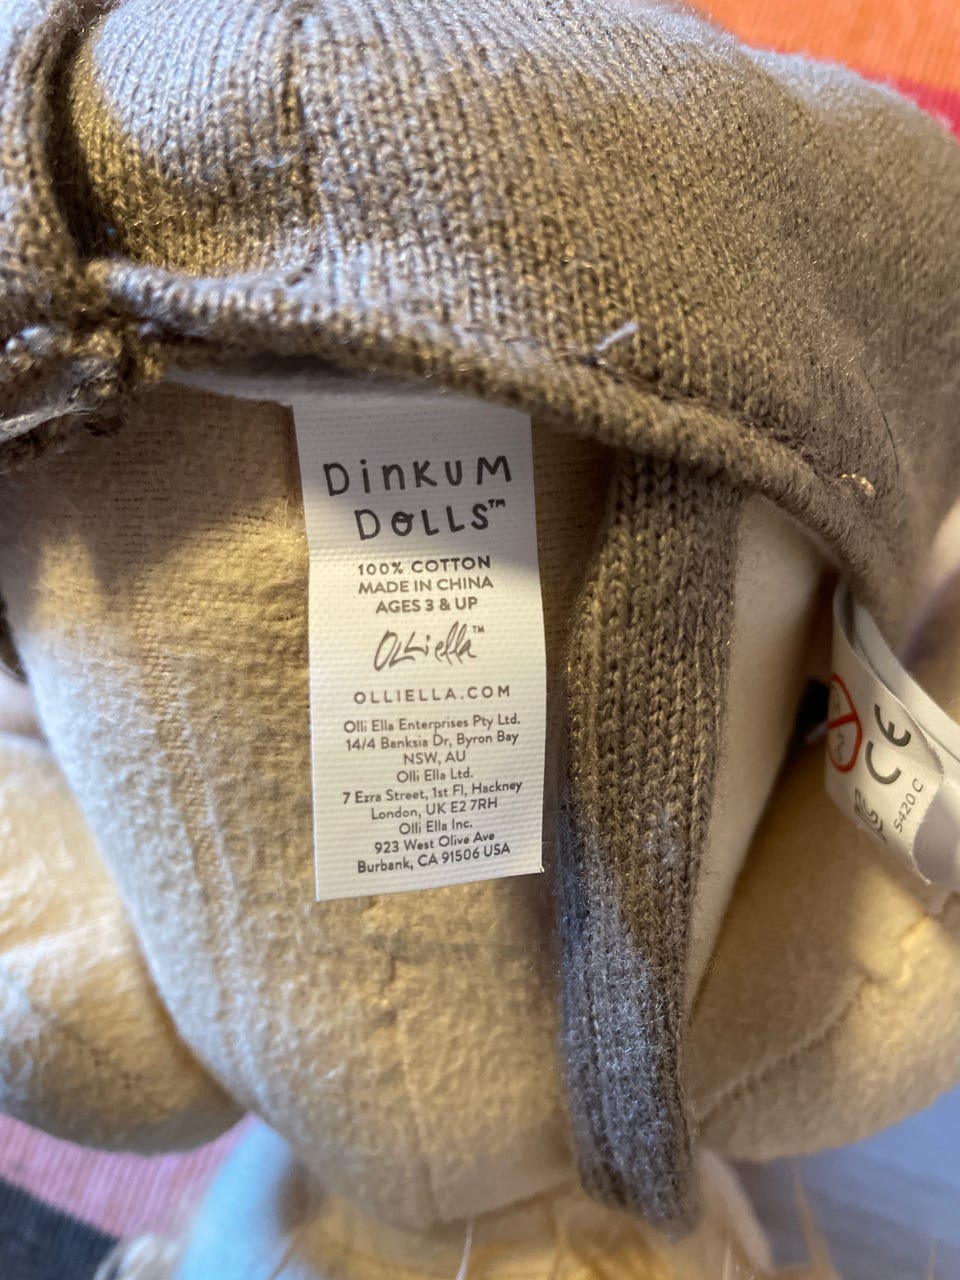 DINKUM
DOLLS™
100% COTTON
MADE IN CHINA
AGES 3 & UP
Olliella™
OLLIELLA.COM
Olli Ella Enterprises Pty Ltd.
14/4 Banksia Dr, Byron Bay
NSW, AU
Olli Ella Ltd.
7 Ezra Street, 1st Fl, Hackney
London, UK E2 7RH
Olli Ella Inc.
923 West Olive Ave
Burbank, CA 91506 USA
CE
S420 C